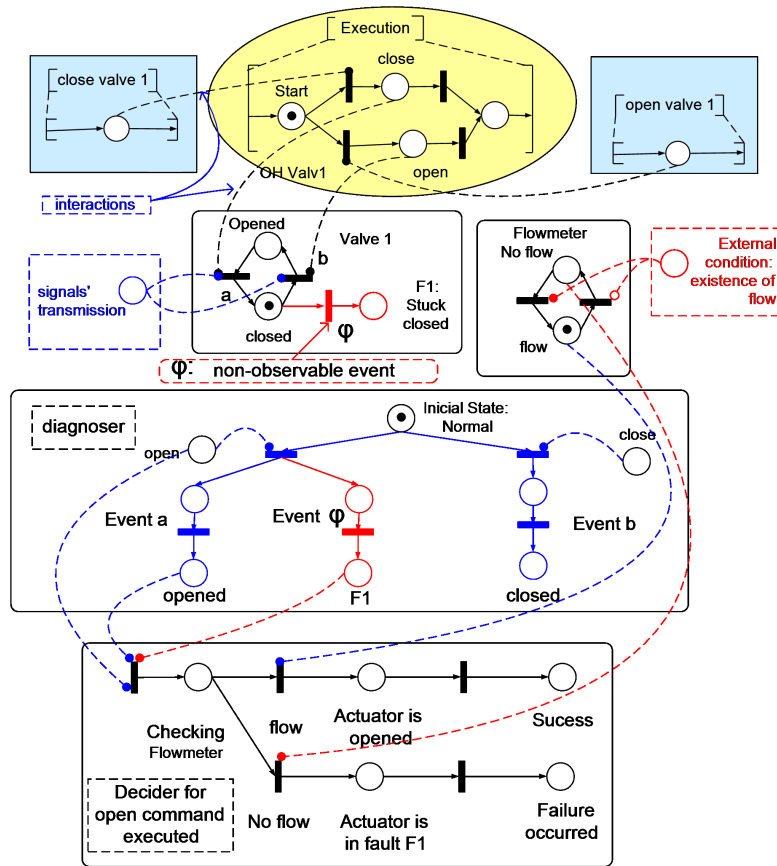 Execution
close valve 1
close
Start
open valve 1
OH Valv1
open
interactions
Opened
Valve 1
b
Flowmeter
No flow
External
condition:
existence of
flow
signals'
transmission
a
F1:
Stuck
closed
closed
φ
flow
φ: non-observable event
diagnoser
Inicial State:
Normal
open
close
Event a
Event φ
Event b
opened
F1
closed
Checking
Flowmeter
flow
Actuator is
opened
Sucess
Decider for
open command
executed
No flow
Actuator is
in fault F1
Failure
occurred